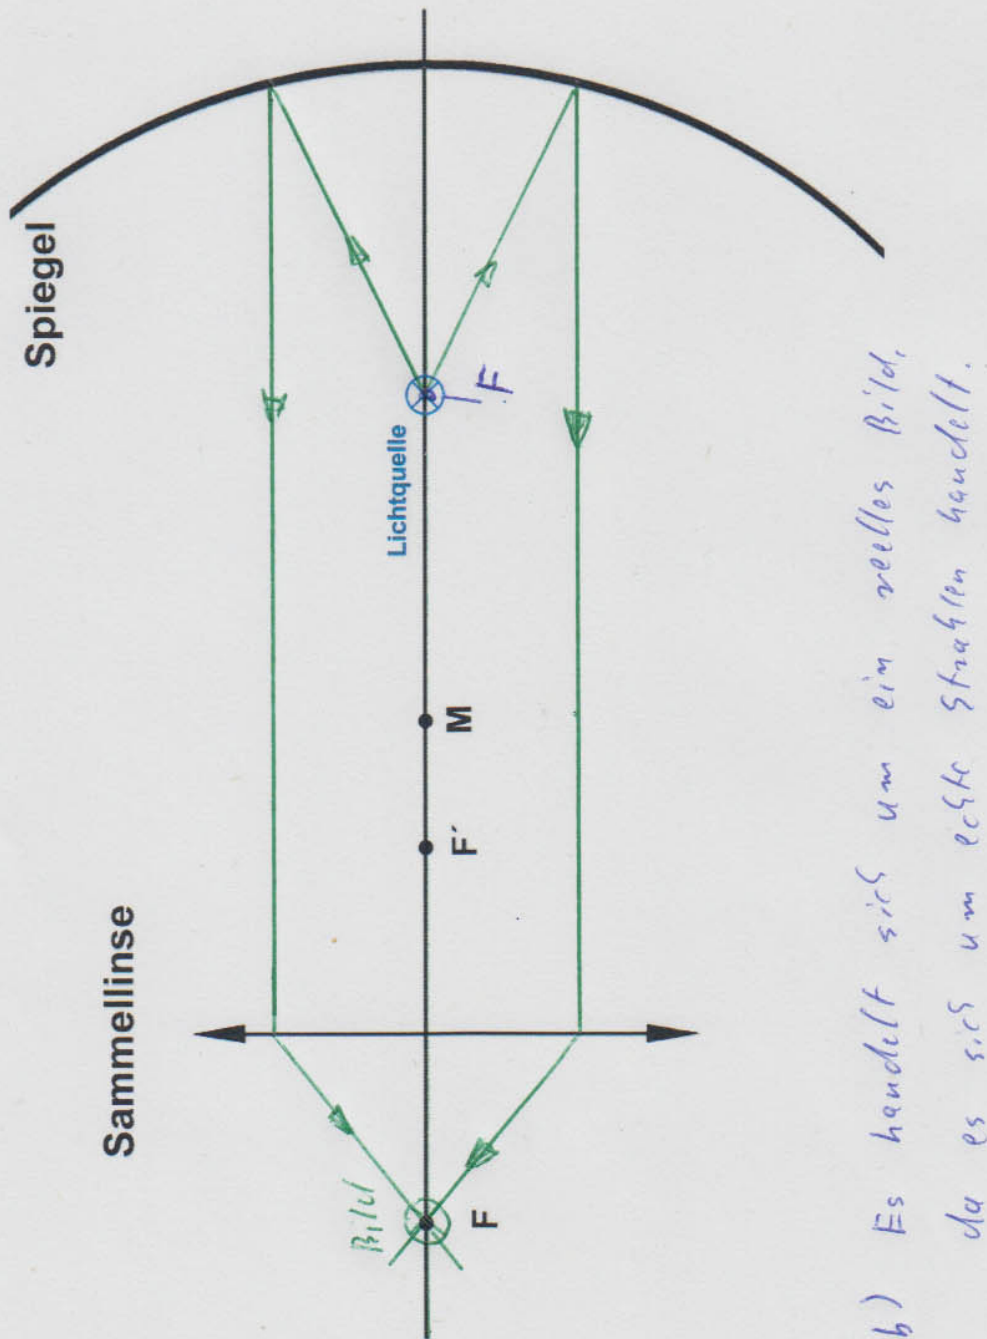 Sammellinse
Spiegel
Bild
F
F´
M
Lichtquelle
F
b) Es handelt sich um ein reelles Bild,
da es sich um echte Strahlen handelt.